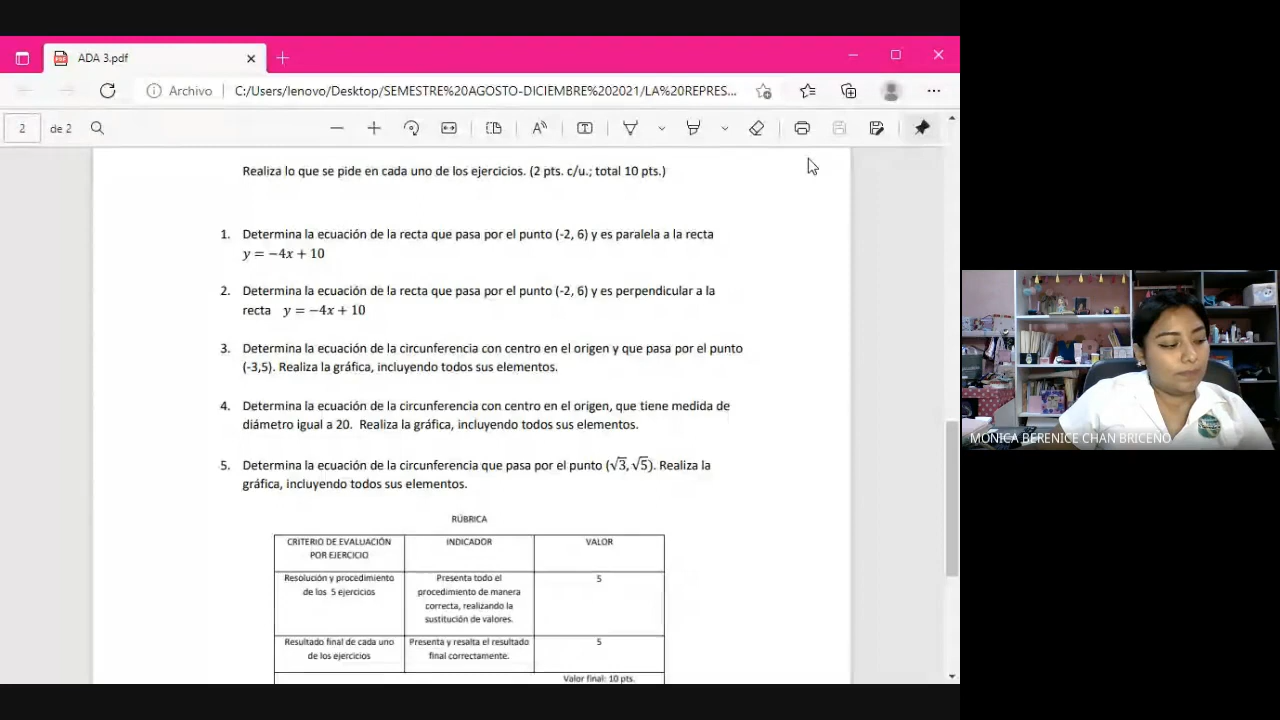 ADA 3.pdf
Archivo C:/Users/lenovo/Desktop/SEMESTRE%20AGOSTO-DICIEMBRE%202021/LA%20REPRES...
2 de 2
Realiza lo que se pide en cada uno de los ejercicios. (2 pts. c/u.; total 10 pts.)
1. Determina la ecuación de la recta que pasa por el punto (-2, 6) y es paralela a la recta
y = −4x + 10
2. Determina la ecuación de la recta que pasa por el punto (-2, 6) y es perpendicular a la
recta y = −4x + 10
3. Determina la ecuación de la circunferencia con centro en el origen y que pasa por el punto
(-3,5). Realiza la gráfica, incluyendo todos sus elementos.
4. Determina la ecuación de la circunferencia con centro en el origen, que tiene medida de
diámetro igual a 20. Realiza la gráfica, incluyendo todos sus elementos.
5. Determina la ecuación de la circunferencia que pasa por el punto (√3, √5). Realiza la
gráfica, incluyendo todos sus elementos.
RÚBRICA
CRITERIO DE EVALUACIÓN
POR EJERCICIO
INDICADOR
VALOR
Resolución y procedimiento
de los 5 ejercicios
Presenta todo el
procedimiento de manera
correcta, realizando la
sustitución de valores.
5
Resultado final de cada uno
de los ejercicios
Presenta y resalta el resultado
final correctamente.
5
Valor final: 10 pts.
MONICA BERENICE CHAN BRICEÑO